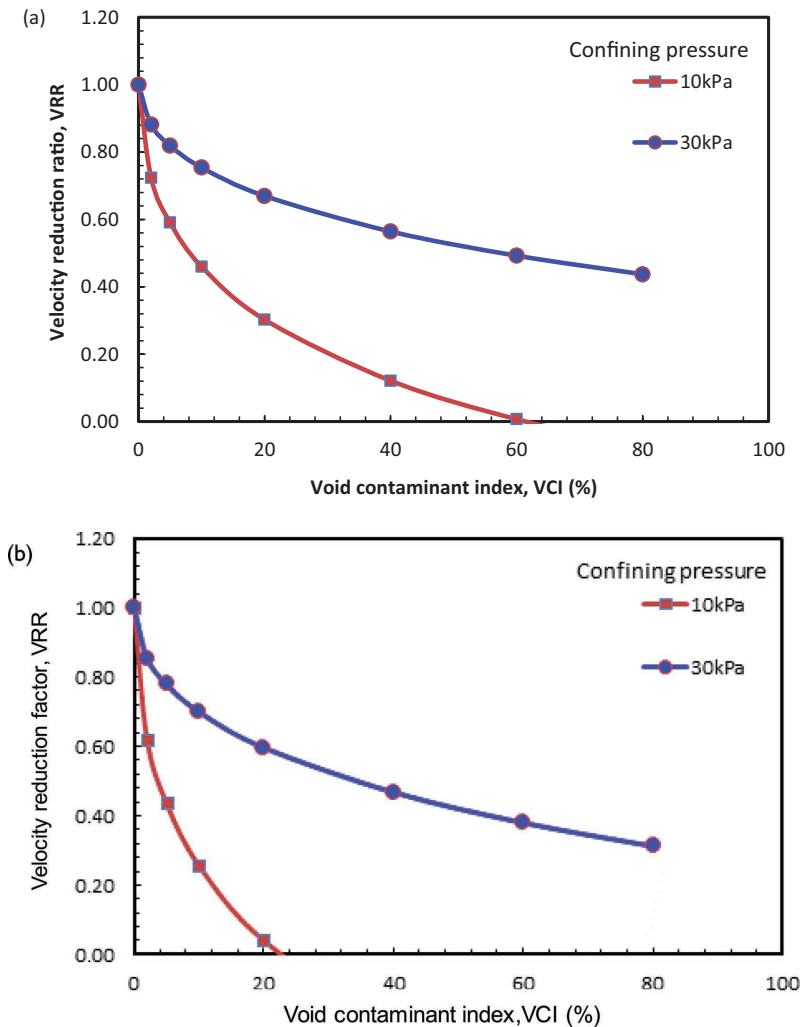 (a)
1.20
1.00
0.80
0.60
0.40
0.20
0.00
Velocity reduction ratio, VRR
Confining pressure
10kPa
30kPa
0 20 40 60 80 100
Void contaminant index, VCI (%)
(b)
1.20
1.00
0.80
0.60
0.40
0.20
0.00
Velocity reduction factor, VRR
Confining pressure
10kPa
30kPa
0 20 40 60 80 100
Void contaminant index,VCI (%)